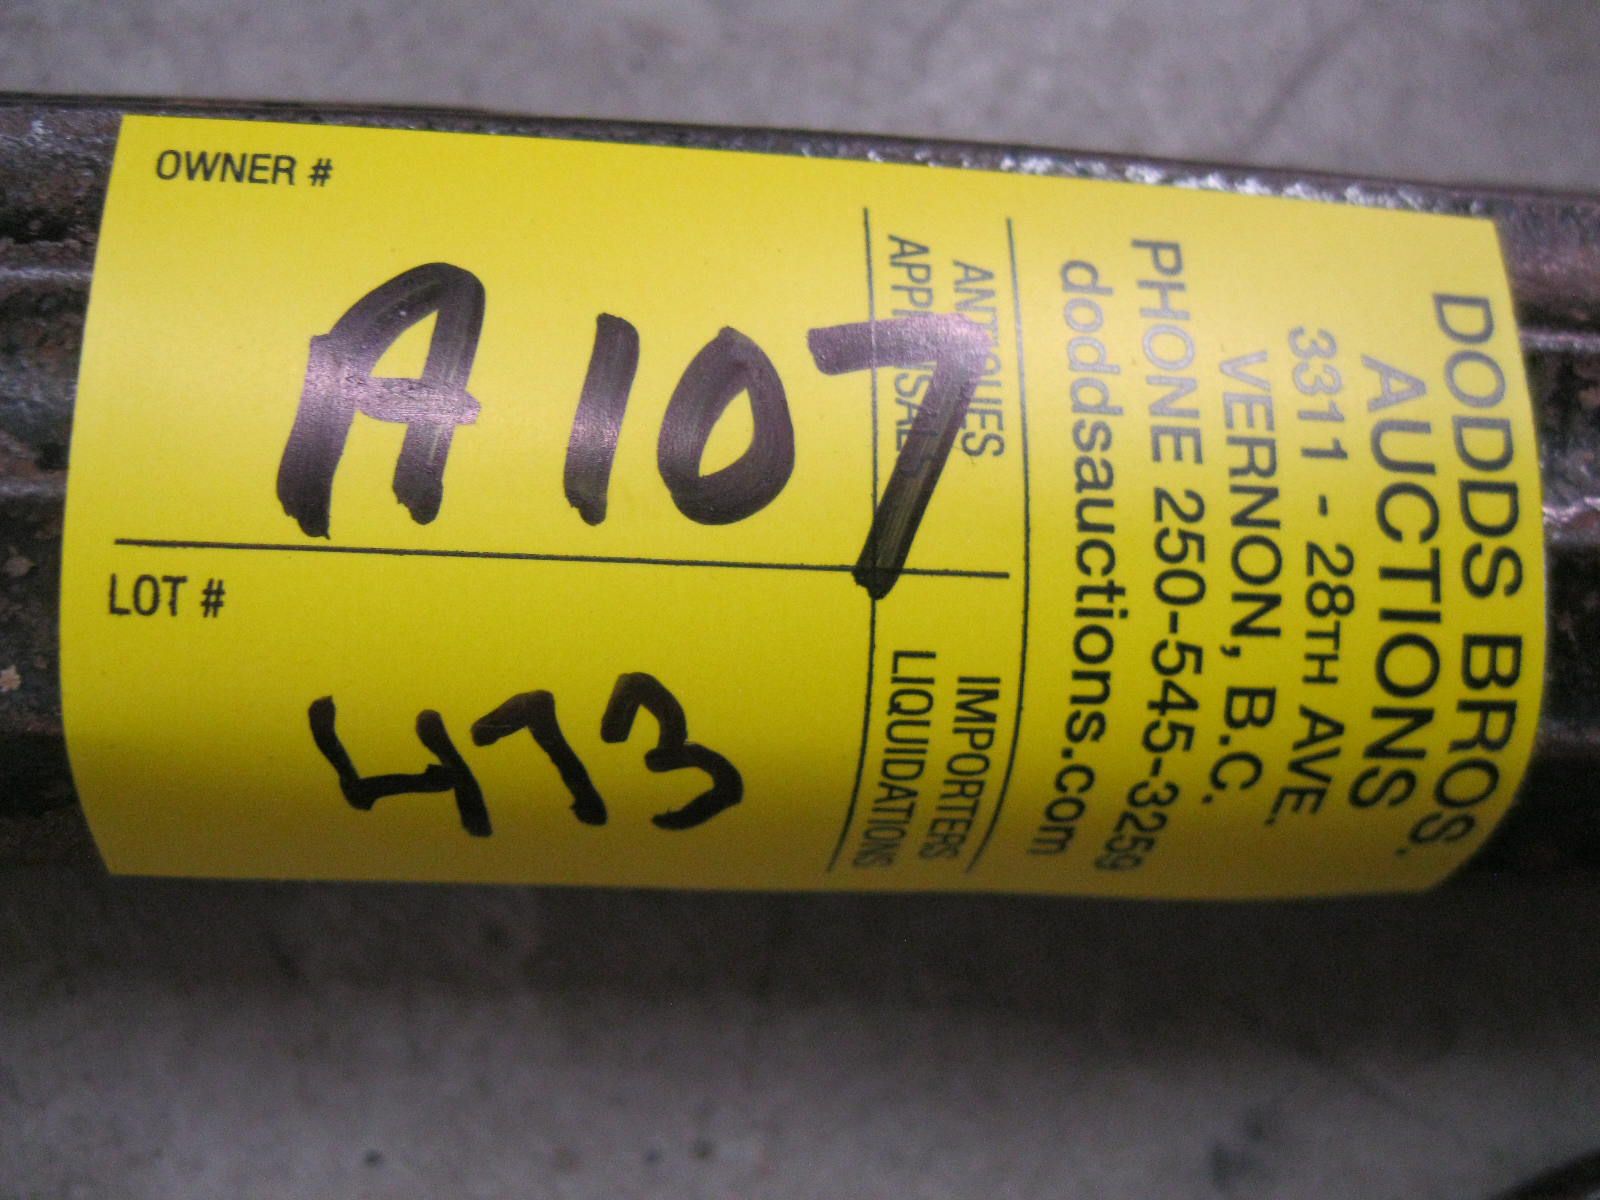 OWNER #
A107
LOT #
473
DODDS BROS.
AUCTIONS
3311 - 28TH AVE.
VERNON, B.C.
PHONE 250-545-3259
doddsauctions.com
ANTIQUES
APPRAISALS
IMPORTERS
LIQUIDATIONS